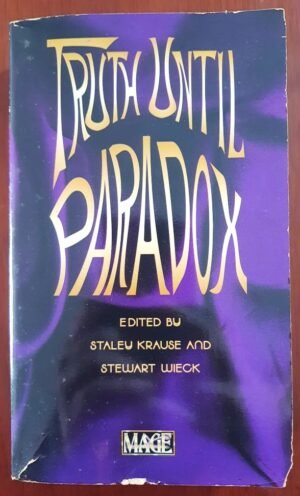 TRUTH UNTIL
PARADOX
EDITED BY
STALEY KRAUSE AND
STEWART WIECK
MAGE